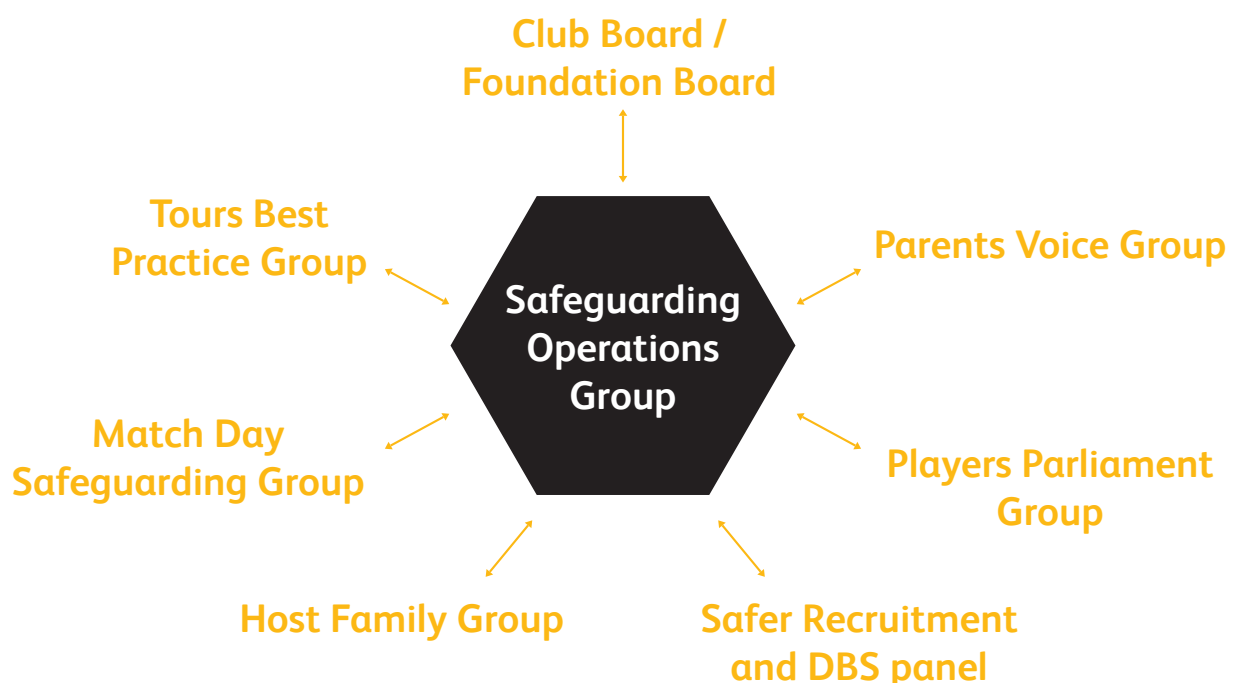 Club Board /
Foundation Board
Tours Best
Practice Group
Parents Voice Group
Safeguarding
Operations
Group
Match Day
Safeguarding Group
Players Parliament
Group
Host Family Group
Safer Recruitment
and DBS panel